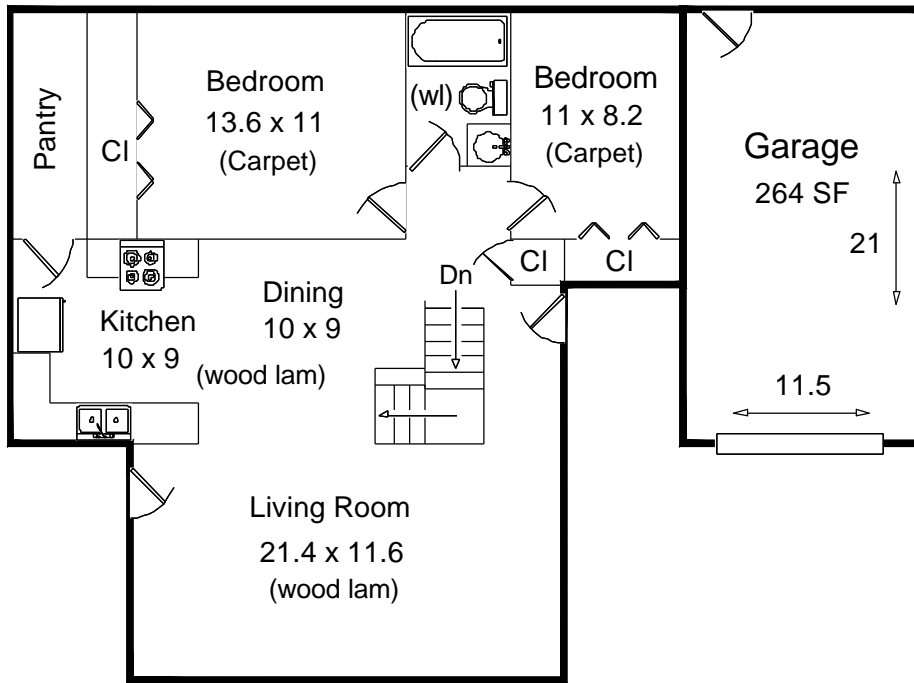 Pantry
Cl
Bedroom
13.6 x 11
(Carpet)
(wl)
Bedroom
11 x 8.2
(Carpet)
Garage
264 SF
21
11.5
Cl
Cl
Dn
Kitchen
10 x 9
Dining
10 x 9
(wood lam)
Living Room
21.4 x 11.6
(wood lam)